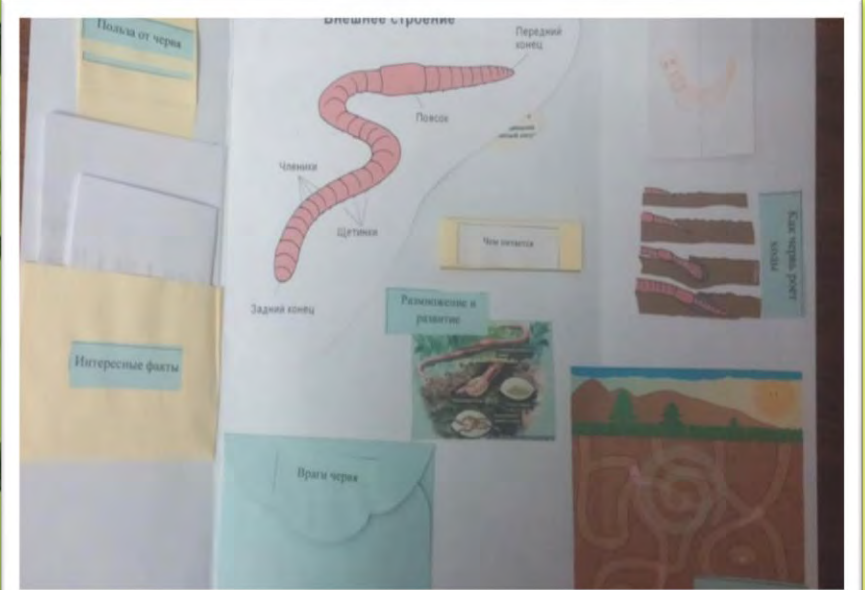 Польза от червя
Внешнее строение
Передний
конец
Поясок
Членики
Щетинки
Задний конец
Чем питается
Как червь роет
ходы
Размножение и
развитие
Интересные факты
Враги червя